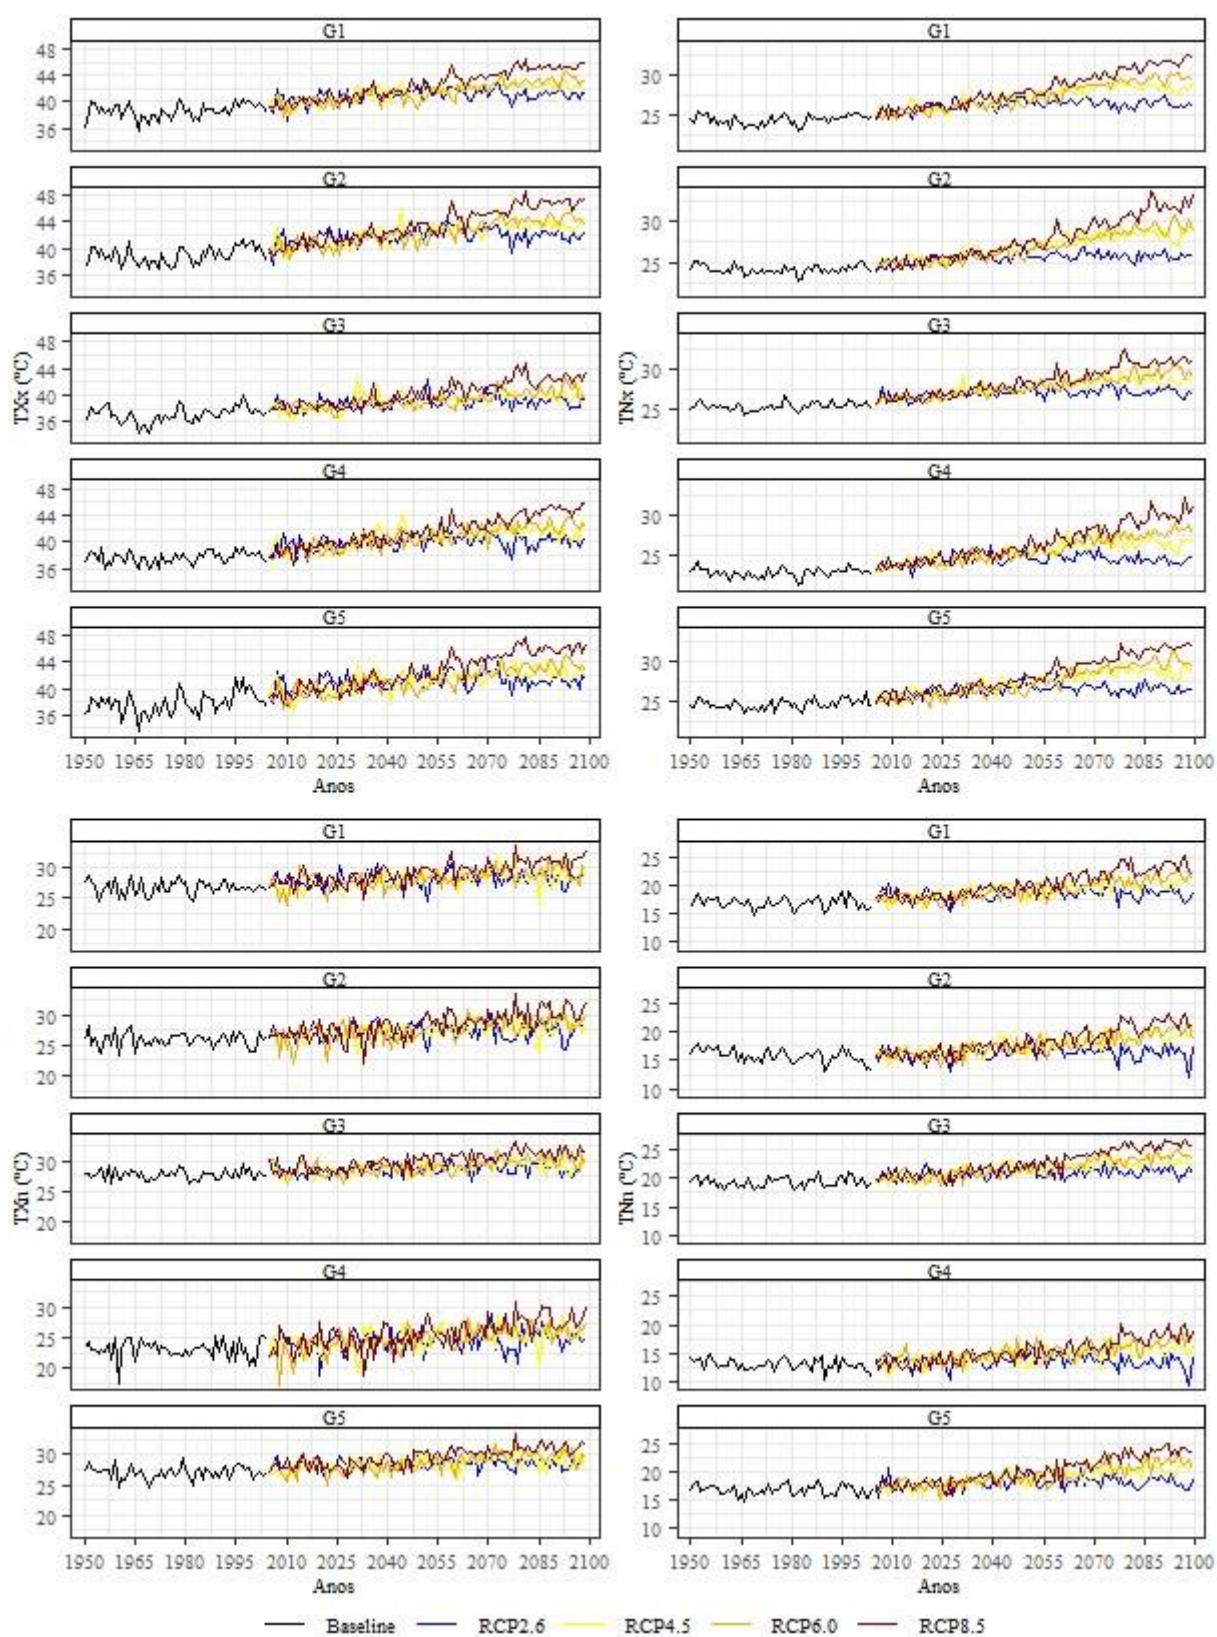 G1
48
44
40
36
G2
48
44
40
36
G3
48
44
40
36
G4
48
44
40
36
G5
48
44
40
36
TXx (°C)
1950 1965 1980 1995 2010 2025 2040 2055 2070 2085 2100
Anos
G1
30
25
G2
30
25
G3
30
25
G4
30
25
G5
30
25
TNx (°C)
1950 1965 1980 1995 2010 2025 2040 2055 2070 2085 2100
Anos
G1
30
25
20
G2
30
25
20
G3
30
25
20
G4
30
25
20
G5
30
25
20
TXn (°C)
1950 1965 1980 1995 2010 2025 2040 2055 2070 2085 2100
Anos
G1
25
20
15
10
G2
25
20
15
10
G3
25
20
15
10
G4
25
20
15
10
G5
25
20
15
10
TNn (°C)
1950 1965 1980 1995 2010 2025 2040 2055 2070 2085 2100
Anos
Baseline RCP2.6 RCP4.5 RCP6.0 RCP8.5